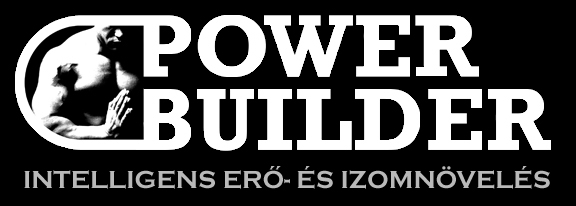 POWER
BUILDER
INTELLIGENS ERŐ- ÉS IZOMNÖVELÉS